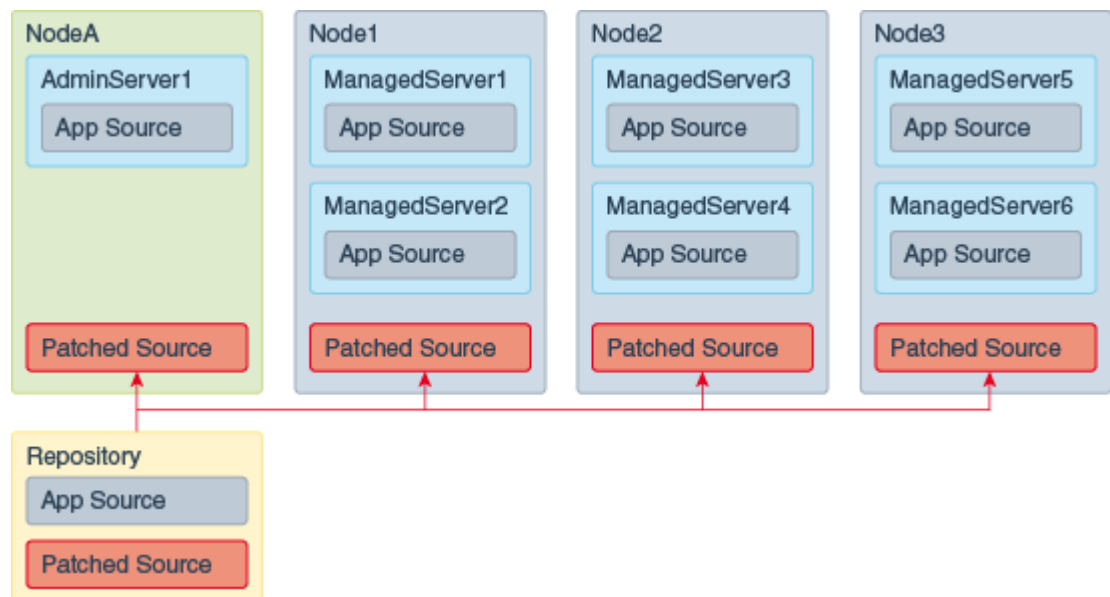 NodeA
AdminServer1
App Source
Patched Source
Node1
ManagedServer1
App Source
ManagedServer2
App Source
Patched Source
Node2
ManagedServer3
App Source
ManagedServer4
App Source
Patched Source
Node3
ManagedServer5
App Source
ManagedServer6
App Source
Patched Source
Repository
App Source
Patched Source